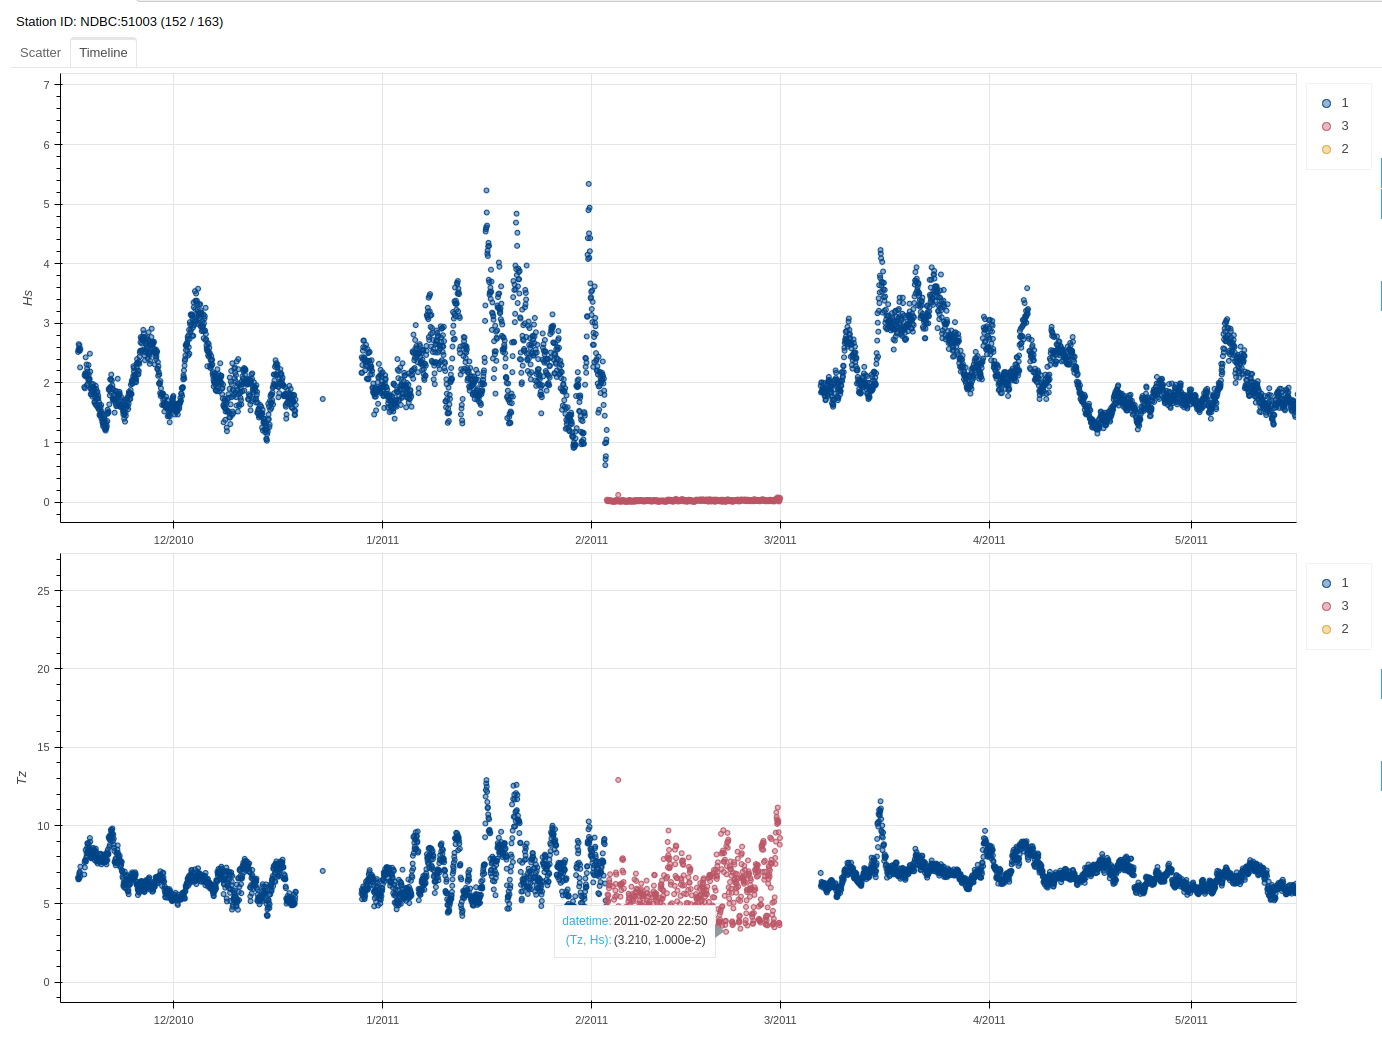 Station ID: NDBC:51003 (152 / 163)
Scatter Timeline
7
6
5
4
3
2
1
0
Hs
12/2010 1/2011 2/2011 3/2011 4/2011 5/2011
1
3
2
25
20
15
10
5
0
Tz
datetime: 2011-02-20 22:50
(Tz, Hs): (3.210, 1.000e-2)
12/2010 1/2011 2/2011 3/2011 4/2011 5/2011
1
3
2